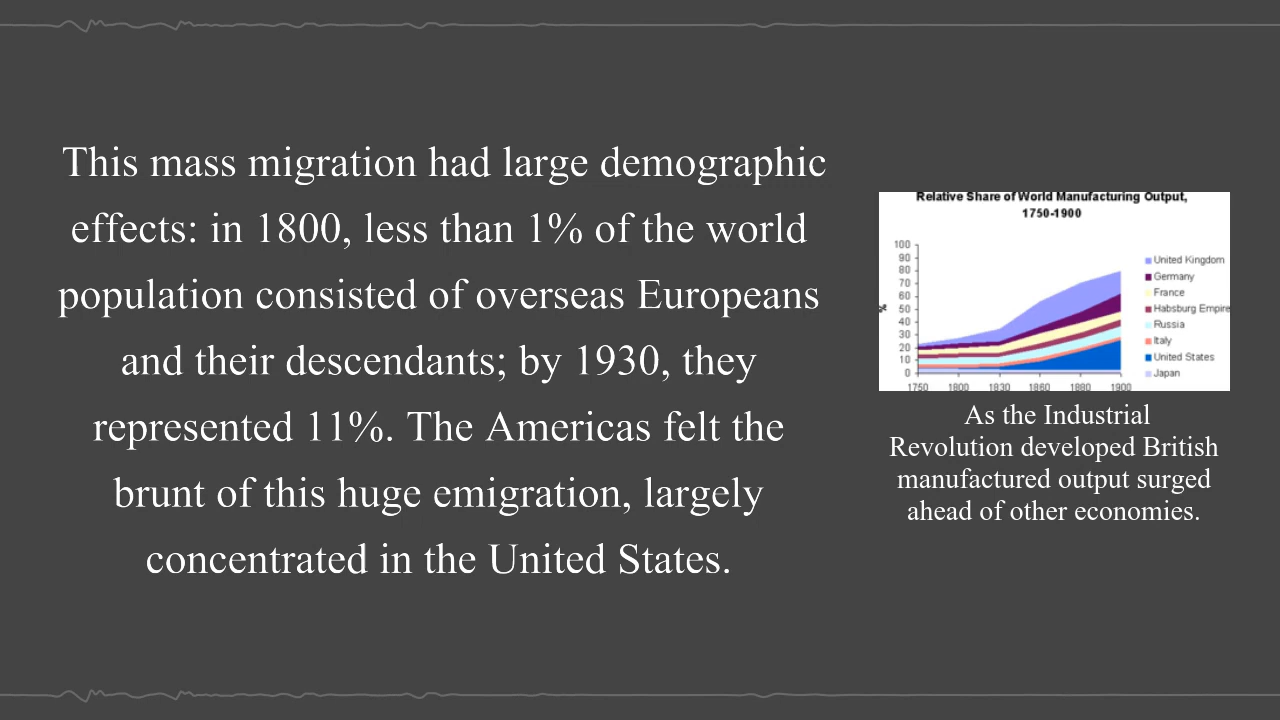 This mass migration had large demographic
effects: in 1800, less than 1% of the world
population consisted of overseas Europeans
and their descendants; by 1930, they
represented 11%. The Americas felt the
brunt of this huge emigration, largely
concentrated in the United States.
Relative Share of World Manufacturing Output,
1750-1900
100
90
80
70
60
50
40
30
20
10
0
%
1750 1800 1830 1860 1880 1900
United Kingdom
Germany
France
Habsburg Empire
Russia
Italy
United States
Japan
As the Industrial
Revolution developed British
manufactured output surged
ahead of other economies.